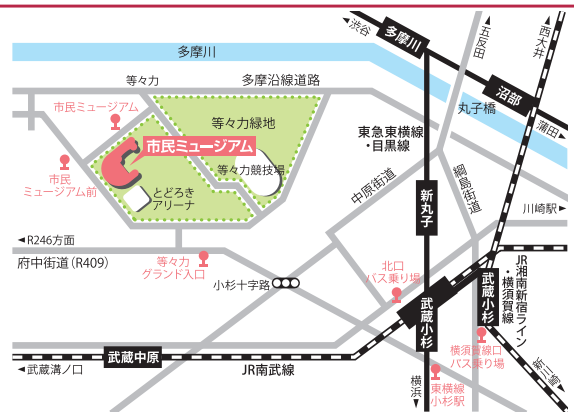 渋谷
多摩川
五反田
西大井
多摩川
沼部
等々力
多摩沿線道路
丸子橋
蒲田
市民ミュージアム
等々力緑地
東急東横線
・目黒線
市民ミュージアム
等々力競技場
市民
ミュージアム前
とどろき
アリーナ
中原街道
綱島街道
新丸子
川崎駅
R246方面
府中街道(R409)
等々力
グランド入口
小杉十字路
北口
バス乗り場
武蔵小杉
武蔵小杉
JR湘南新宿ライン
・横須賀線
武蔵中原
武蔵溝ノ口
JR南武線
横須賀線口
バス乗り場
新川崎
横浜
東横線
小杉駅